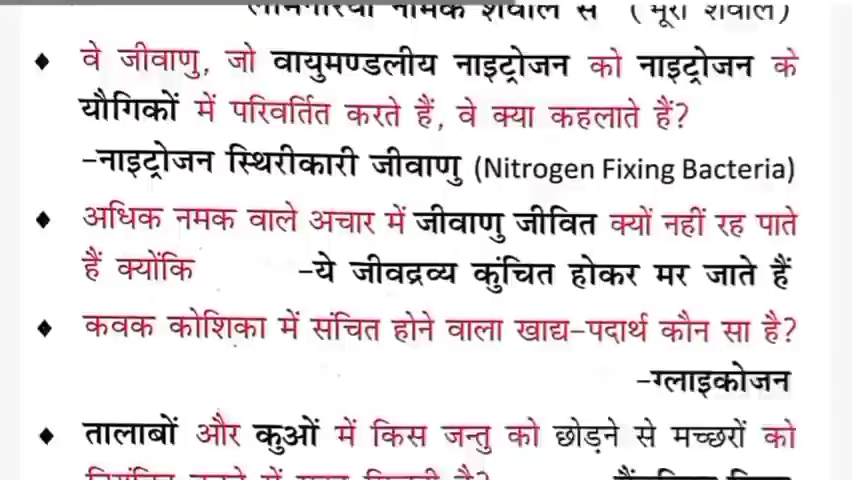 नामक शैवाल से (भूरा शैवाल)
♦ वे जीवाणु, जो वायुमण्डलीय नाइट्रोजन को नाइट्रोजन के
यौगिकों में परिवर्तित करते हैं, वे क्या कहलाते हैं?
–नाइट्रोजन स्थिरीकारी जीवाणु (Nitrogen Fixing Bacteria)
♦ अधिक नमक वाले अचार में जीवाणु जीवित क्यों नहीं रह पाते
हैं क्योंकि –ये जीवद्रव्य कुंचित होकर मर जाते हैं
♦ कवक कोशिका में संचित होने वाला खाद्य–पदार्थ कौन सा है?
–ग्लाइकोजन
♦ तालाबों और कुओं में किस जन्तु को छोड़ने से मच्छरों को